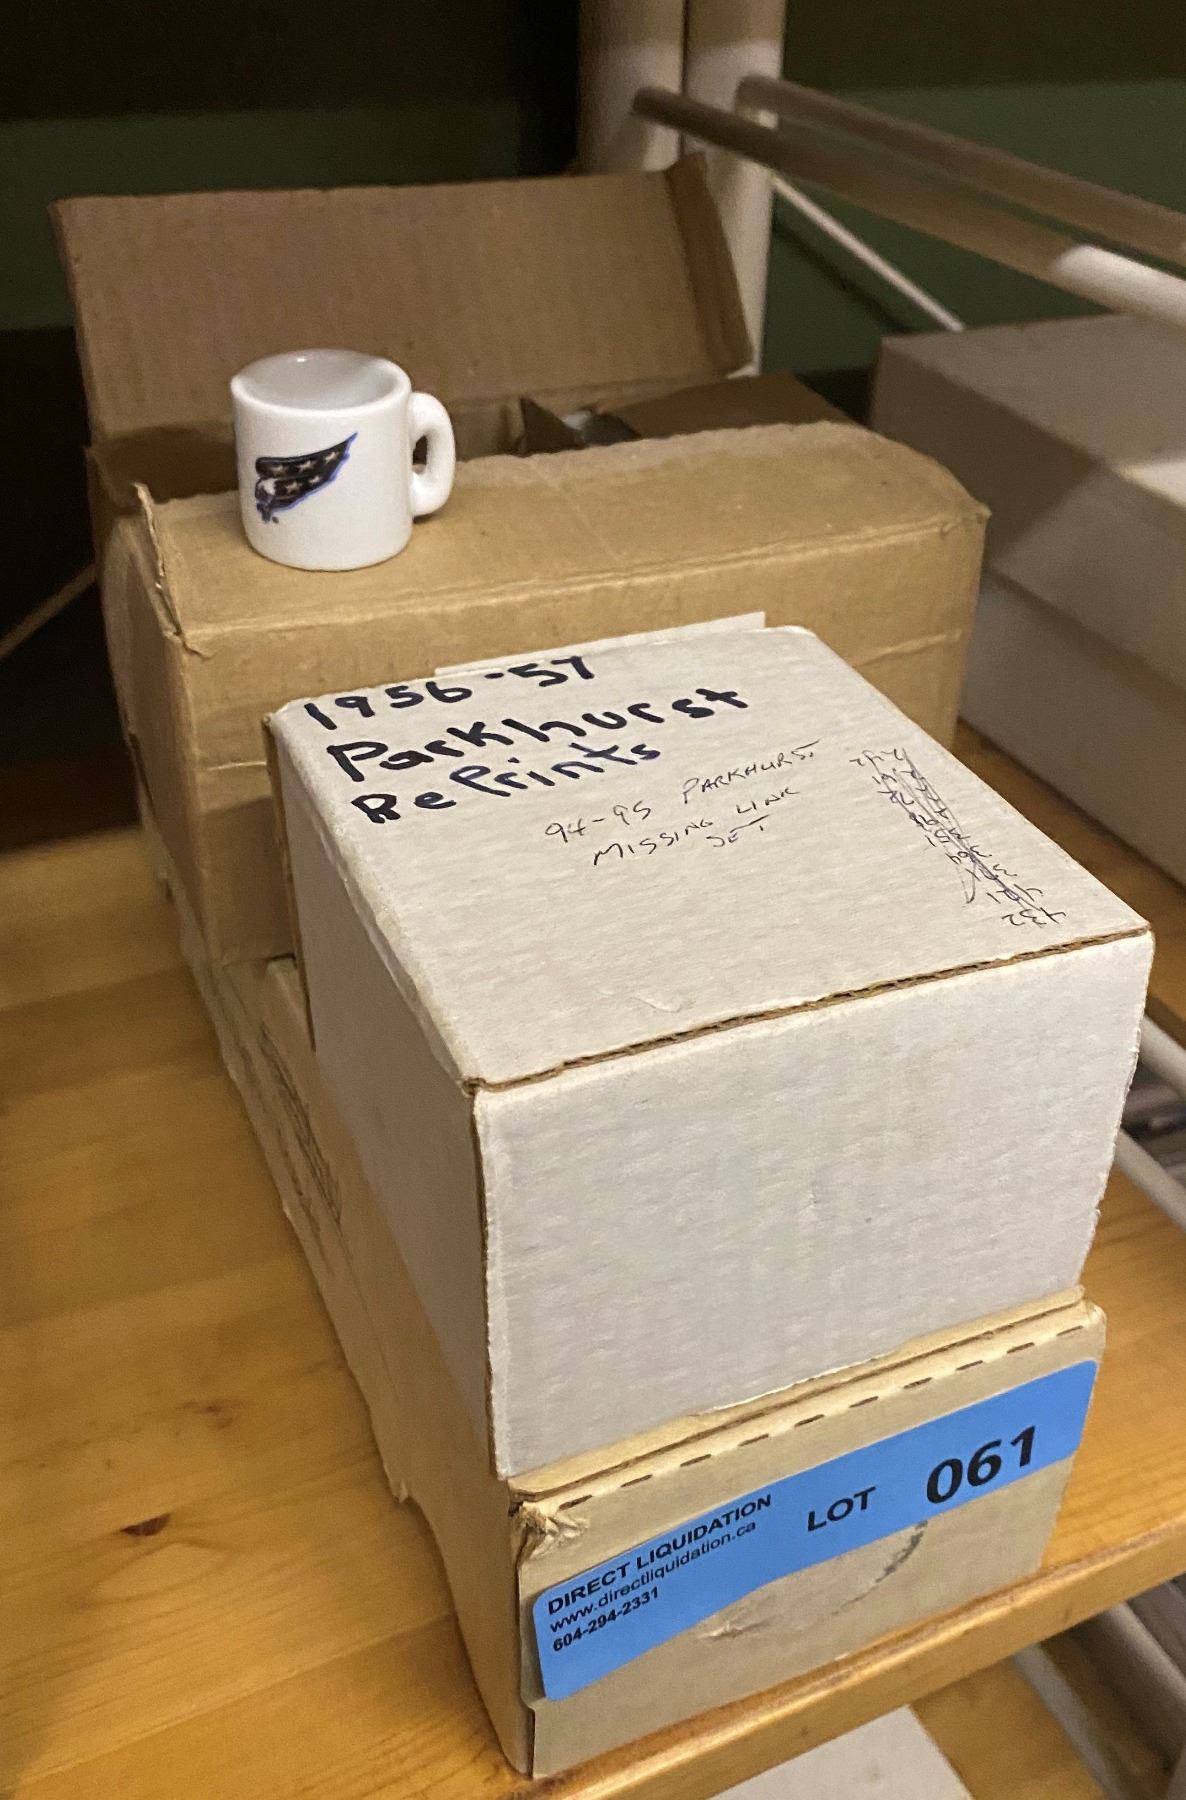 1956-57
Parkhurst
RePrints
94-95 PARKHURST
MISSING LINK
SET
DIRECT LIQUIDATION
www.directliquidation.ca
604-294-2331
LOT 061